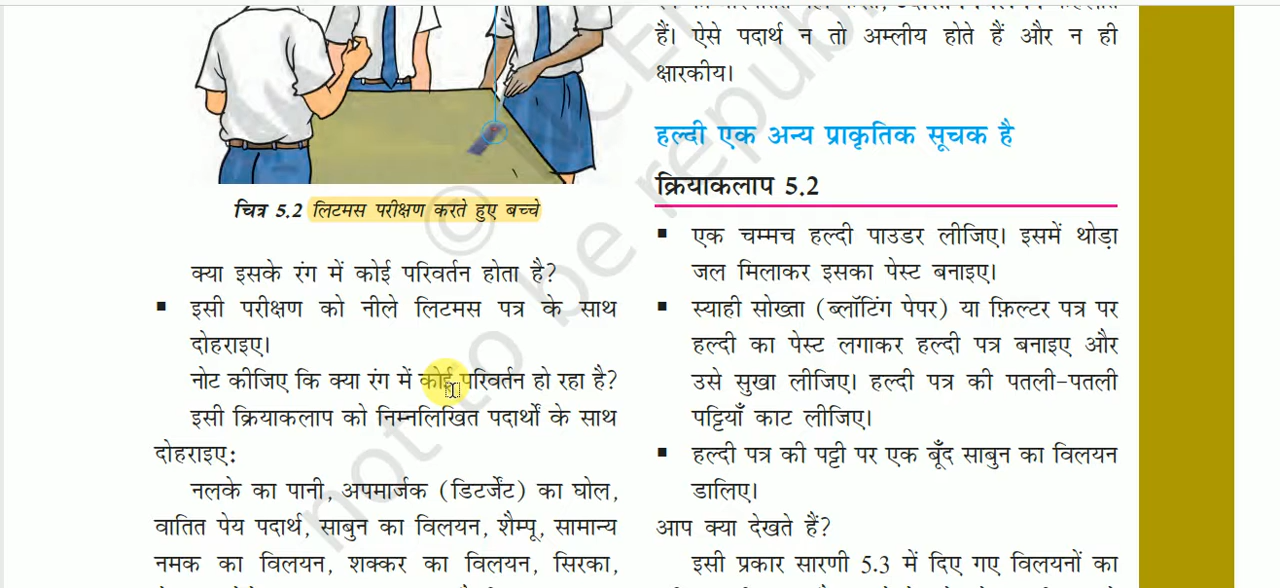 चित्र 5.2 लिटमस परीक्षण करते हुए बच्चे
क्या इसके रंग में कोई परिवर्तन होता है?
▪ इसी परीक्षण को नीले लिटमस पत्र के साथ
दोहराइए।
नोट कीजिए कि क्या रंग में कोई परिवर्तन हो रहा है?
इसी क्रियाकलाप को निम्नलिखित पदार्थों के साथ
दोहराइए:
नलके का पानी, अपमार्जक (डिटर्जेंट) का घोल,
वातित पेय पदार्थ, साबुन का विलयन, शैम्पू, सामान्य
नमक का विलयन, शक्कर का विलयन, सिरका,
हैं। ऐसे पदार्थ न तो अम्लीय होते हैं और न ही
क्षारकीय।
हल्दी एक अन्य प्राकृतिक सूचक है
क्रियाकलाप 5.2
▪ एक चम्मच हल्दी पाउडर लीजिए। इसमें थोड़ा
जल मिलाकर इसका पेस्ट बनाइए।
▪ स्याही सोख्ता (ब्लॉटिंग पेपर) या फ़िल्टर पत्र पर
हल्दी का पेस्ट लगाकर हल्दी पत्र बनाइए और
उसे सुखा लीजिए। हल्दी पत्र की पतली-पतली
पट्टियाँ काट लीजिए।
▪ हल्दी पत्र की पट्टी पर एक बूँद साबुन का विलयन
डालिए।
आप क्या देखते हैं?
इसी प्रकार सारणी 5.3 में दिए गए विलयनों का
not to be republ